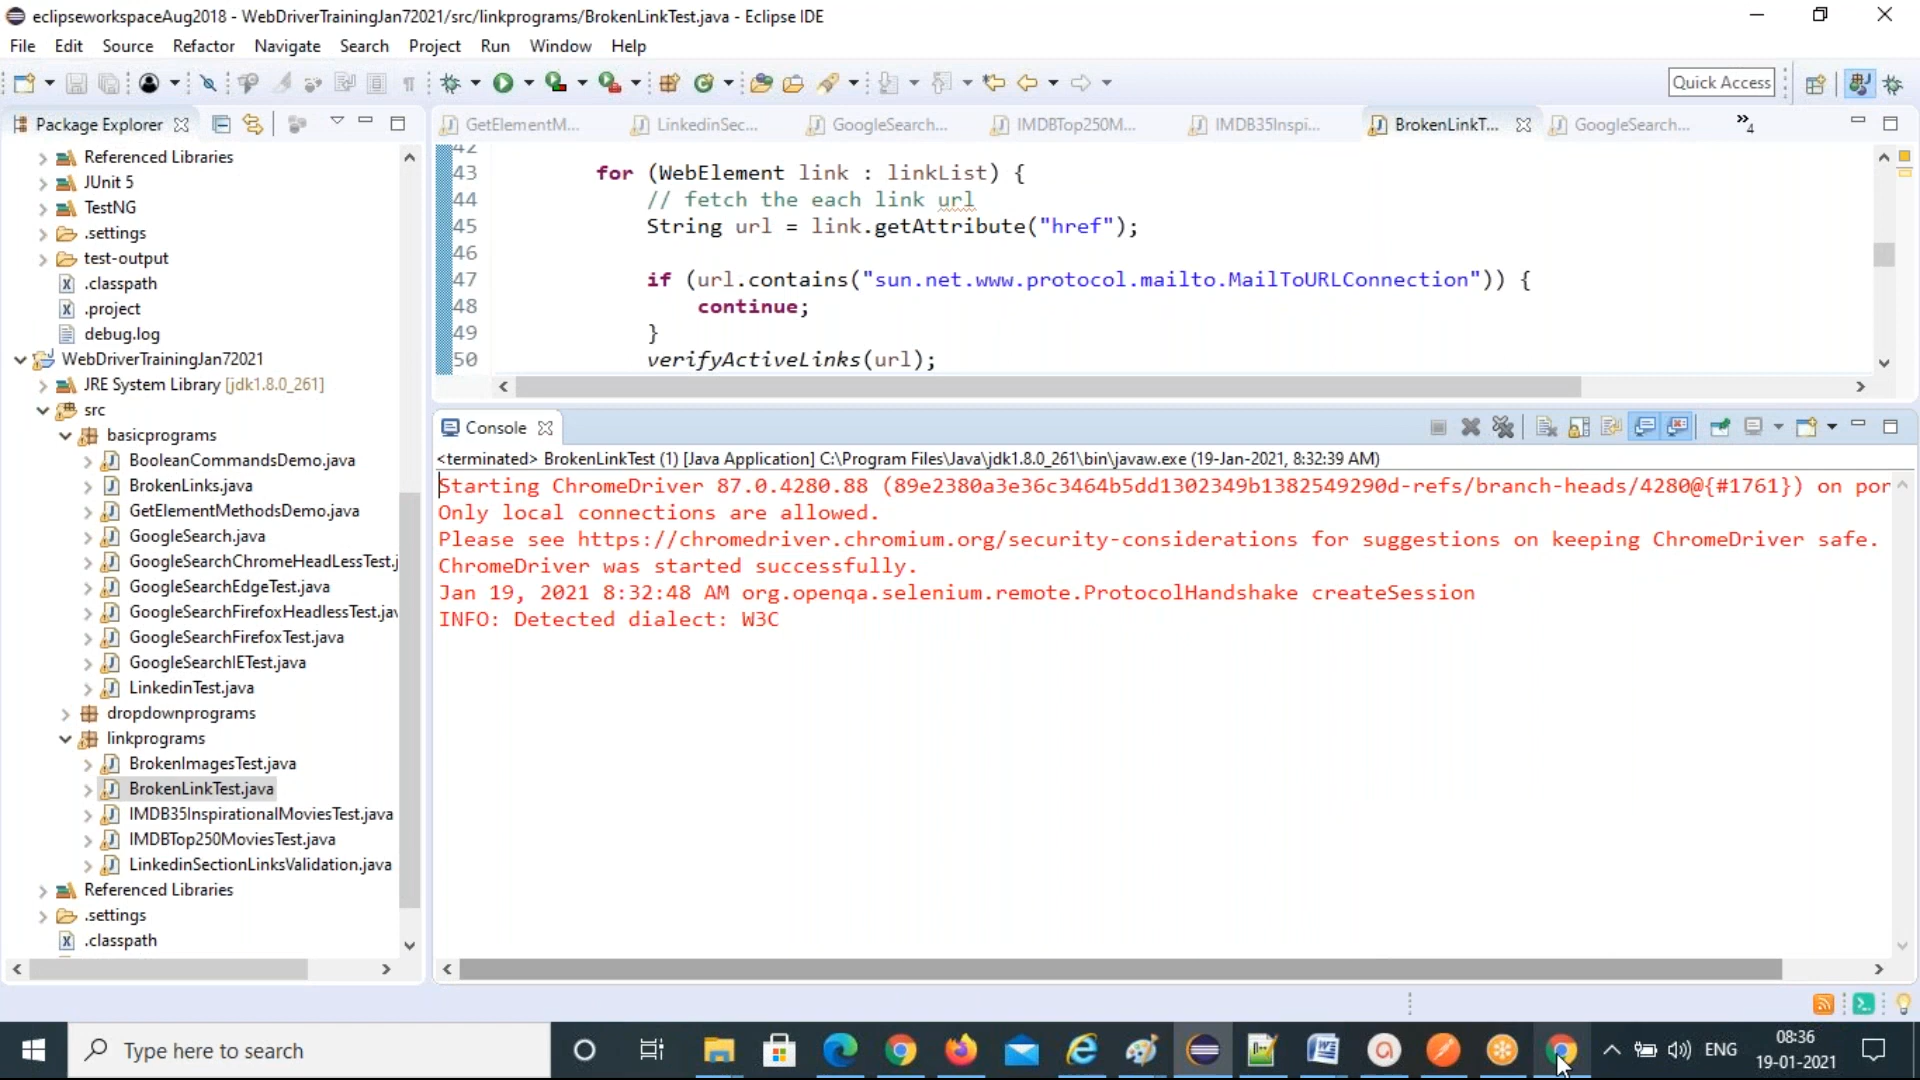 eclipseworkspaceAug2018 - WebDriverTrainingJan72021/src/linkprograms/BrokenLinkTest.java - Eclipse IDE
File Edit Source Refactor Navigate Search Project Run Window Help
Quick Access
Package Explorer
Referenced Libraries
JUnit 5
TestNG
.settings
test-output
.classpath
.project
debug.log
WebDriverTrainingJan72021
JRE System Library [jdk1.8.0_261]
src
basicprograms
BooleanCommandsDemo.java
BrokenLinks.java
GetElementMethodsDemo.java
GoogleSearch.java
GoogleSearchChromeHeadLessTest.j
GoogleSearchEdgeTest.java
GoogleSearchFirefoxHeadlessTest.jav
GoogleSearchFirefoxTest.java
GoogleSearchIETest.java
LinkedinTest.java
dropdownprograms
linkprograms
BrokenImagesTest.java
BrokenLinkTest.java
IMDB35InspirationalMoviesTest.java
IMDBTop250MoviesTest.java
LinkedinSectionLinksValidation.java
Referenced Libraries
.settings
.classpath
GetElementM... LinkedinSec... GoogleSearch... IMDBTop250M... IMDB35Inspi... BrokenLinkT... GoogleSearch... »4
42
43 for (WebElement link : linkList) {
44 // fetch the each link url
45 String url = link.getAttribute("href");
46
47 if (url.contains("sun.net.www.protocol.mailto.MailToURLConnection")) {
48 continue;
49 }
50 verifyActiveLinks(url);
Console
<terminated> BrokenLinkTest (1) [Java Application] C:\Program Files\Java\jdk1.8.0_261\bin\javaw.exe (19-Jan-2021, 8:32:39 AM)
Starting ChromeDriver 87.0.4280.88 (89e2380a3e36c3464b5dd1302349b1382549290d-refs/branch-heads/4280@{#1761}) on por
Only local connections are allowed.
Please see https://chromedriver.chromium.org/security-considerations for suggestions on keeping ChromeDriver safe.
ChromeDriver was started successfully.
Jan 19, 2021 8:32:48 AM org.openqa.selenium.remote.ProtocolHandshake createSession
INFO: Detected dialect: W3C
Type here to search
ENG
08:36
19-01-2021